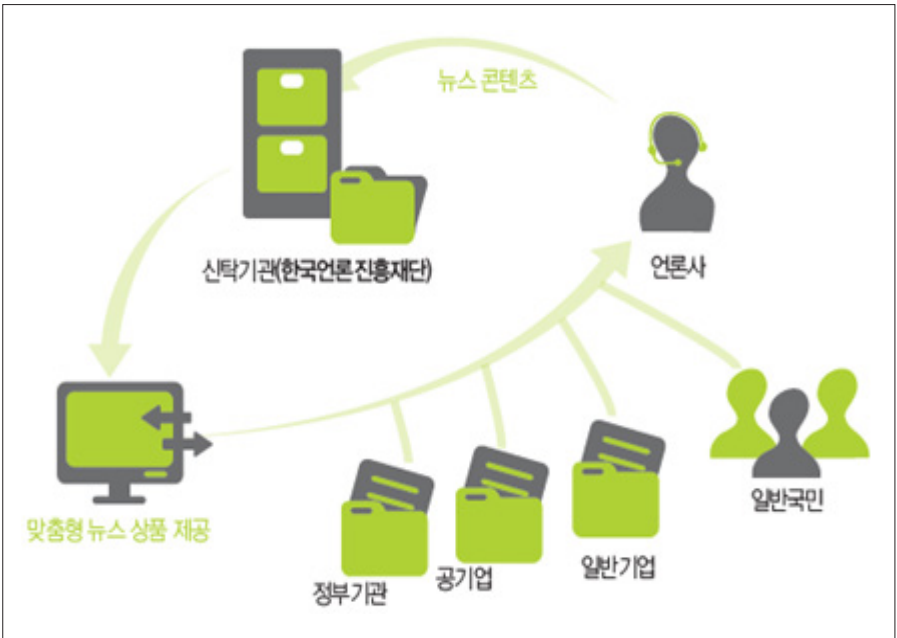 뉴스 콘텐츠
신탁기관(한국언론진흥재단)
언론사
맞춤형 뉴스 상품 제공
정부기관
공기업
일반기업
일반국민